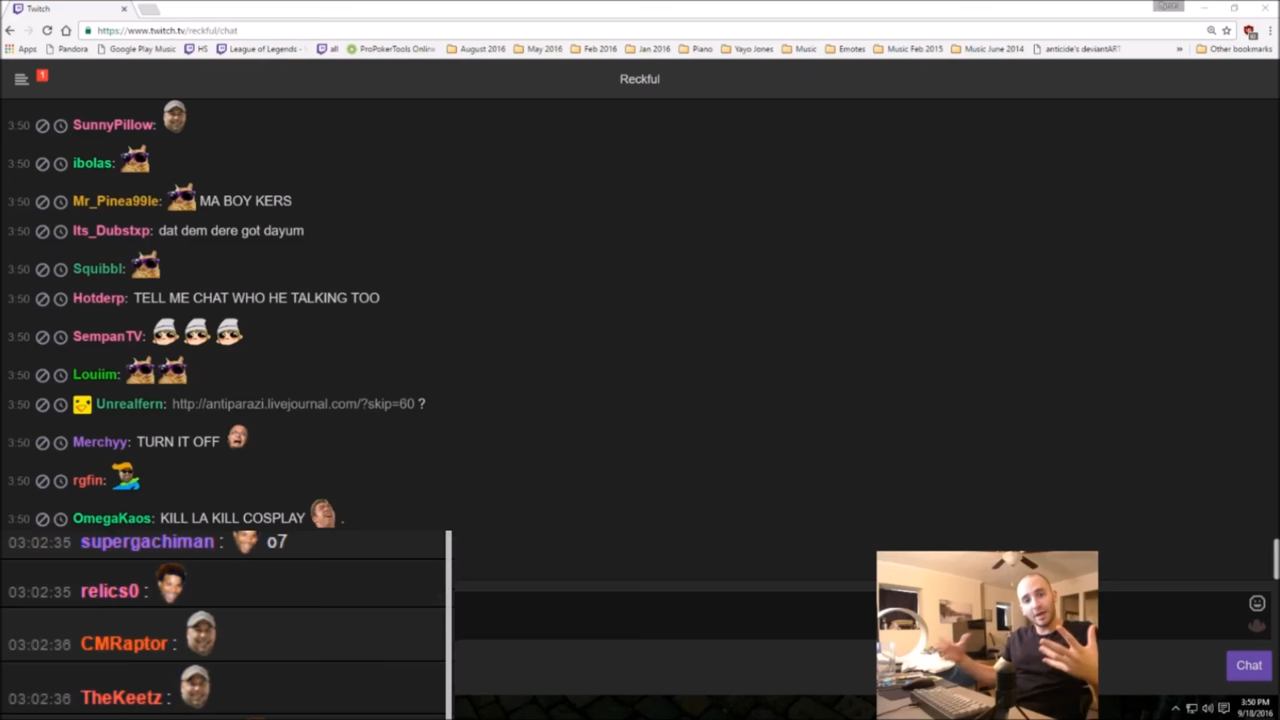 Twitch
https://www.twitch.tv/reckful/chat
Apps Pandora Google Play Music HS League of Legends - all ProPokerTools Online August 2016 May 2016 Feb 2016 Jan 2016 Piano Yayo Jones Music Emotes Music Feb 2015 Music June 2014 anticide's deviantART » Other bookmarks
1
Reckful
3:50 SunnyPillow:
3:50 ibolas:
3:50 Mr_Pinea99le: MA BOY KERS
3:50 Its_Dubstxp: dat dem dere got dayum
3:50 Squibbl:
3:50 Hotderp: TELL ME CHAT WHO HE TALKING TOO
3:50 SempanTV:
3:50 Louiim:
3:50 Unrealfern: http://antiparazi.livejournal.com/?skip=60 ?
3:50 Merchyy: TURN IT OFF
3:50 rgfin:
3:50 OmegaKaos: KILL LA KILL COSPLAY .
03:02:35 supergachiman : o7
03:02:35 relics0 :
03:02:36 CMRaptor :
03:02:36 TheKeetz :
Chat
3:50 PM
9/18/2016